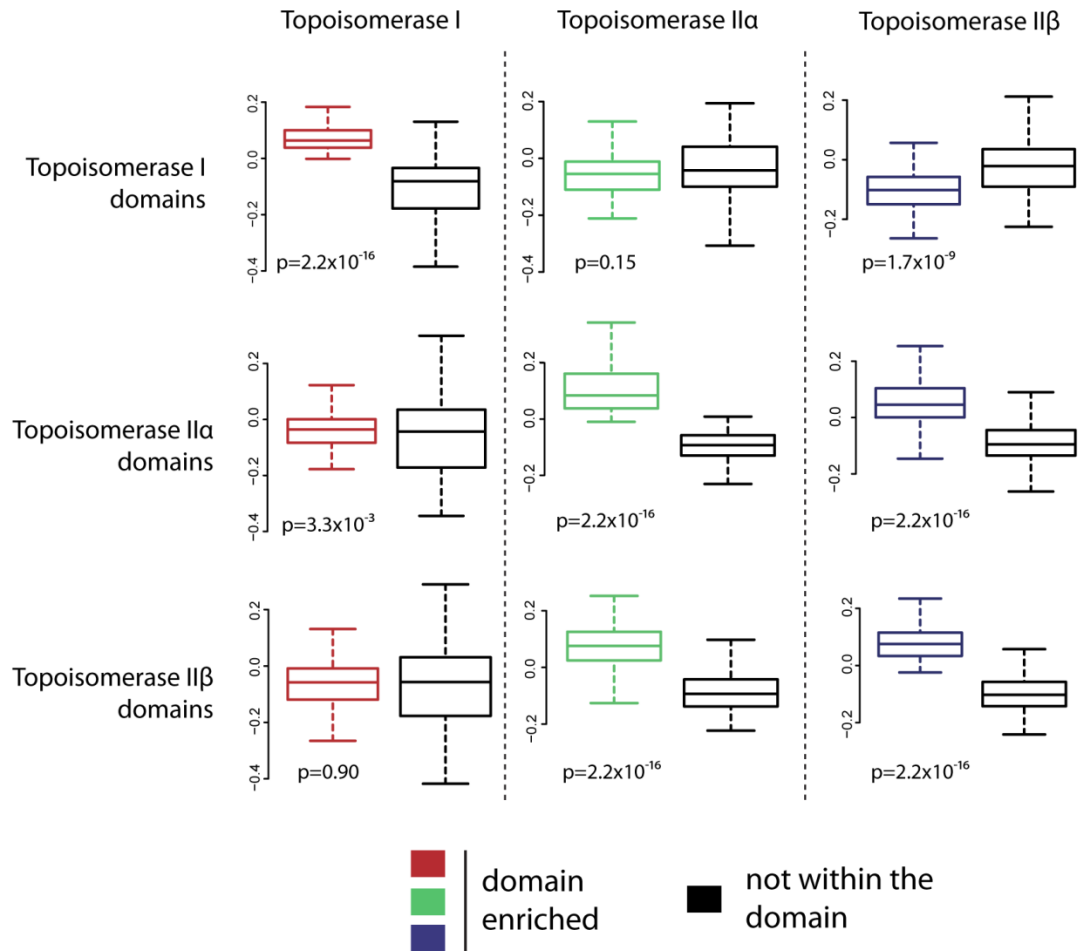 Topoisomerase I
Topoisomerase IIα
Topoisomerase IIβ
Topoisomerase I
domains
0.2
0.0
−0.2
−0.4
p=2.2x10⁻¹⁶
0.2
0.0
−0.2
−0.4
p=0.15
0.2
0.0
−0.2
p=1.7x10⁻⁹
Topoisomerase IIα
domains
0.2
0.0
−0.2
−0.4
p=3.3x10⁻³
0.2
0.0
−0.2
p=2.2x10⁻¹⁶
0.2
0.0
−0.2
p=2.2x10⁻¹⁶
Topoisomerase IIβ
domains
0.2
−0.0
−0.2
−0.4
p=0.90
0.2
0.0
−0.2
p=2.2x10⁻¹⁶
0.2
0.0
−0.2
p=2.2x10⁻¹⁶
domain
enriched
not within the
domain